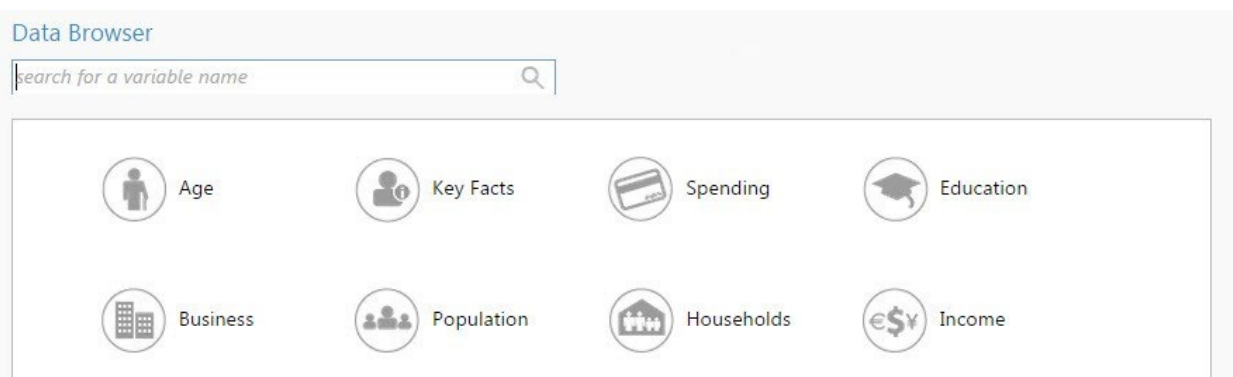 Data Browser
search for a variable name
Age Key Facts Spending Education
Business Population Households Income